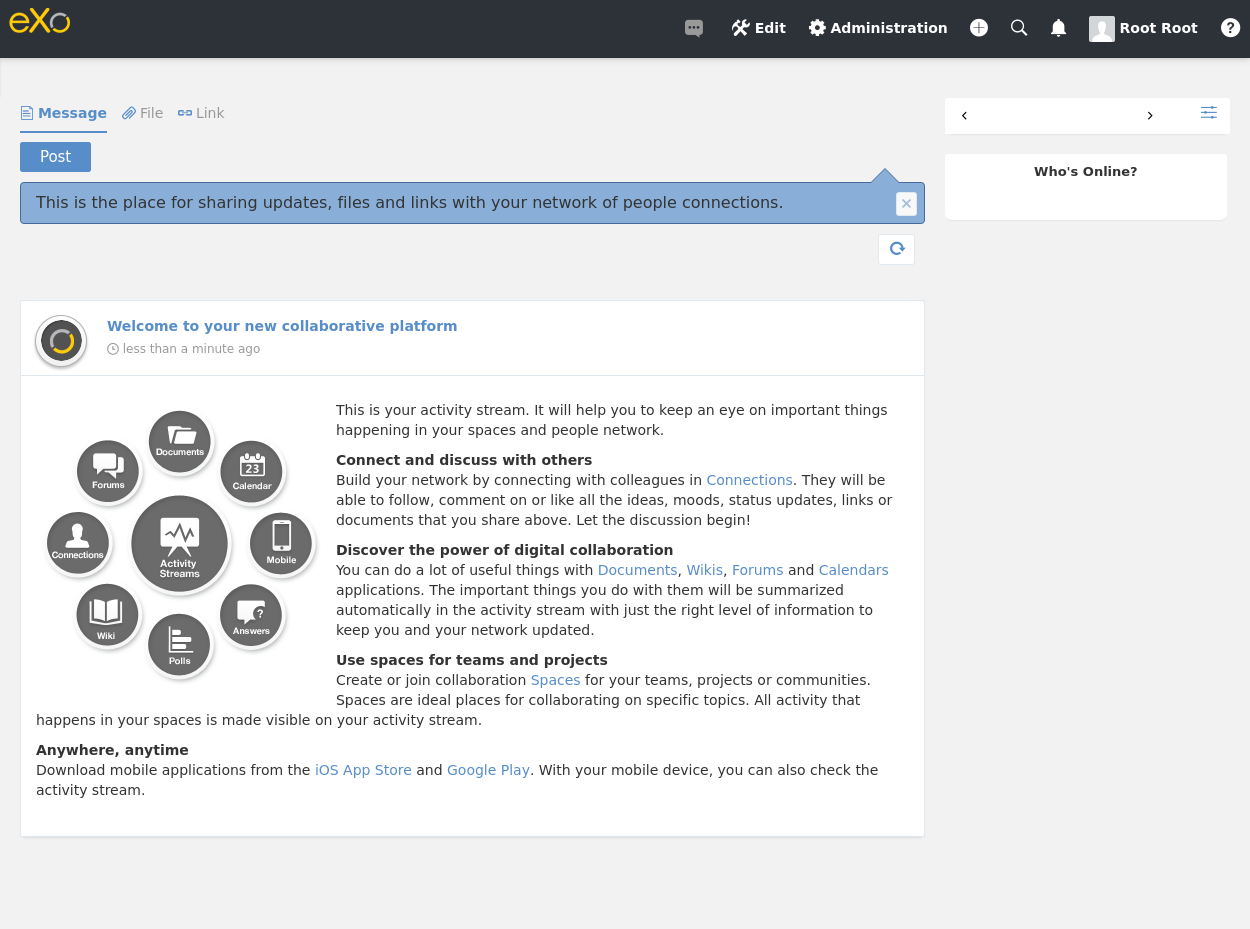 eXo
Edit
Administration
Root Root
?
Message
File
Link
Post
This is the place for sharing updates, files and links with your network of people connections.
Who's Online?
Welcome to your new collaborative platform
less than a minute ago
Documents
Forums
23
Calendar
Connections
Activity
Streams
Mobile
Wiki
?
Answers
Polls
This is your activity stream. It will help you to keep an eye on important things
happening in your spaces and people network.
Connect and discuss with others
Build your network by connecting with colleagues in Connections. They will be
able to follow, comment on or like all the ideas, moods, status updates, links or
documents that you share above. Let the discussion begin!
Discover the power of digital collaboration
You can do a lot of useful things with Documents, Wikis, Forums and Calendars
applications. The important things you do with them will be summarized
automatically in the activity stream with just the right level of information to
keep you and your network updated.
Use spaces for teams and projects
Create or join collaboration Spaces for your teams, projects or communities.
Spaces are ideal places for collaborating on specific topics. All activity that
happens in your spaces is made visible on your activity stream.
Anywhere, anytime
Download mobile applications from the iOS App Store and Google Play. With your mobile device, you can also check the
activity stream.